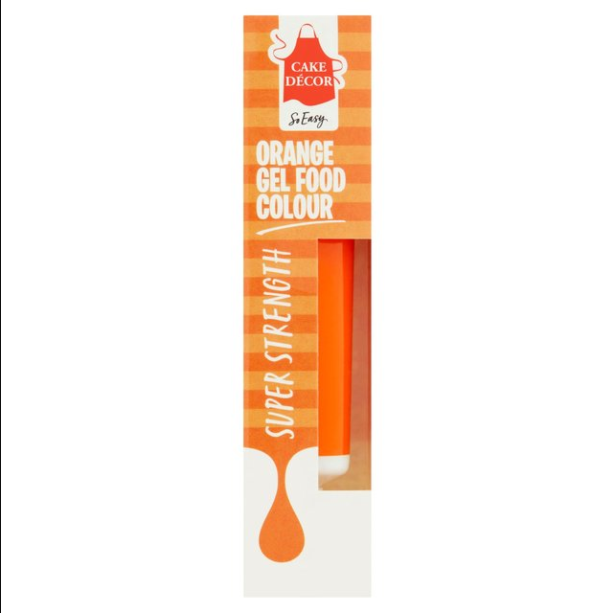 CAKE
DÉCOR
So Easy
ORANGE
GEL FOOD
COLOUR
SUPER STRENGTH